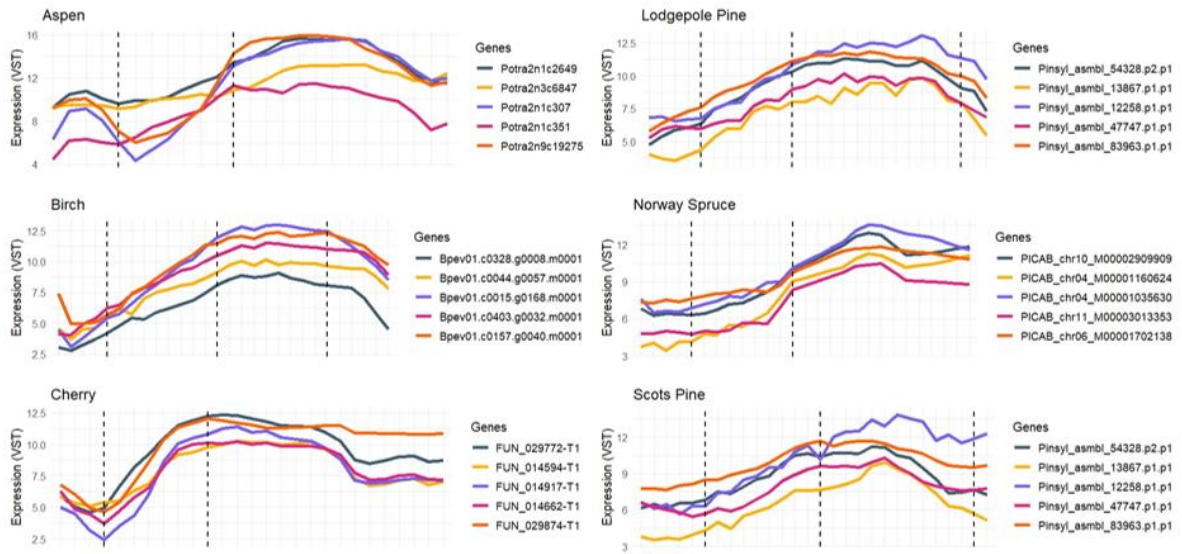 Aspen
Expression (VST)
16
12
8
4
Genes
Potra2n1c2649
Potra2n3c6847
Potra2n1c307
Potra2n1c351
Potra2n9c19275
Lodgepole Pine
Expression (VST)
12.5
10.0
7.5
5.0
Genes
Pinsyl_asmbl_54328.p2.p1
Pinsyl_asmbl_13867.p1.p1
Pinsyl_asmbl_12258.p1.p1
Pinsyl_asmbl_47747.p1.p1
Pinsyl_asmbl_83963.p1.p1
Birch
Expression (VST)
12.5
10.0
7.5
5.0
2.5
Genes
Bpev01.c0328.g0008.m0001
Bpev01.c0044.g0057.m0001
Bpev01.c0015.g0168.m0001
Bpev01.c0403.g0032.m0001
Bpev01.c0157.g0040.m0001
Norway Spruce
Expression (VST)
12
9
6
3
Genes
PICAB_chr10_M00002909909
PICAB_chr04_M00001160624
PICAB_chr04_M00001035630
PICAB_chr11_M00003013353
PICAB_chr06_M00001702138
Cherry
Expression (VST)
12.5
10.0
7.5
5.0
2.5
Genes
FUN_029772-T1
FUN_014594-T1
FUN_014917-T1
FUN_014662-T1
FUN_029874-T1
Scots Pine
Expression (VST)
12
9
6
3
Genes
Pinsyl_asmbl_54328.p2.p1
Pinsyl_asmbl_13867.p1.p1
Pinsyl_asmbl_12258.p1.p1
Pinsyl_asmbl_47747.p1.p1
Pinsyl_asmbl_83963.p1.p1